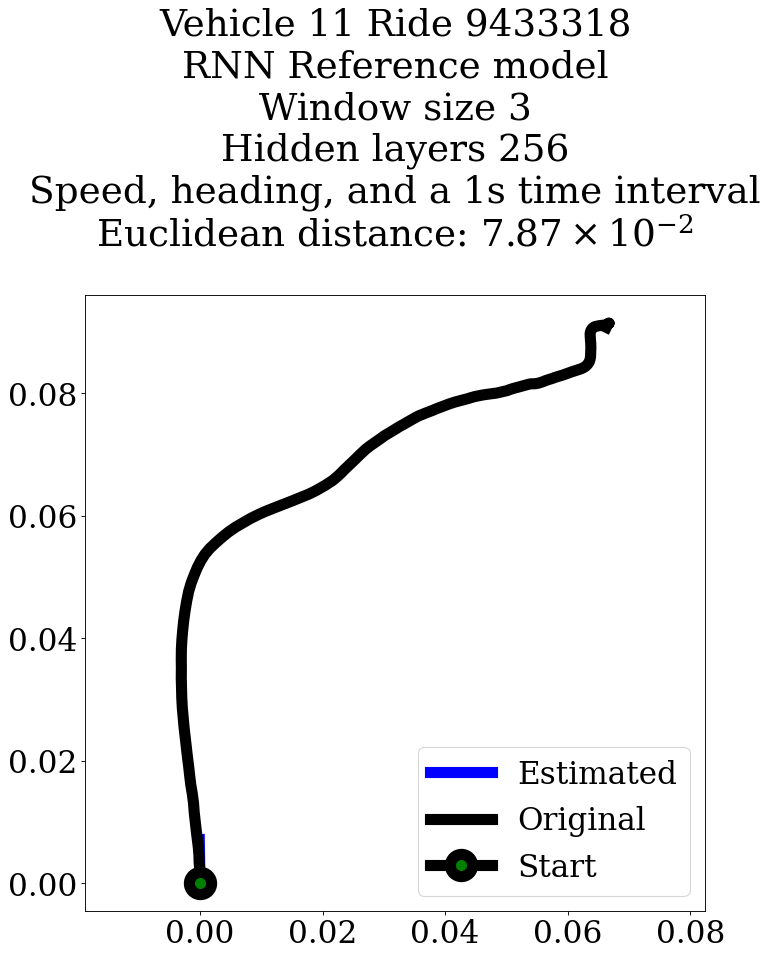 Vehicle 11 Ride 9433318
RNN Reference model
Window size 3
Hidden layers 256
Speed, heading, and a 1s time interval
Euclidean distance: 7.87 × 10⁻²
0.08
0.06
0.04
0.02
0.00
Estimated
Original
Start
0.00 0.02 0.04 0.06 0.08